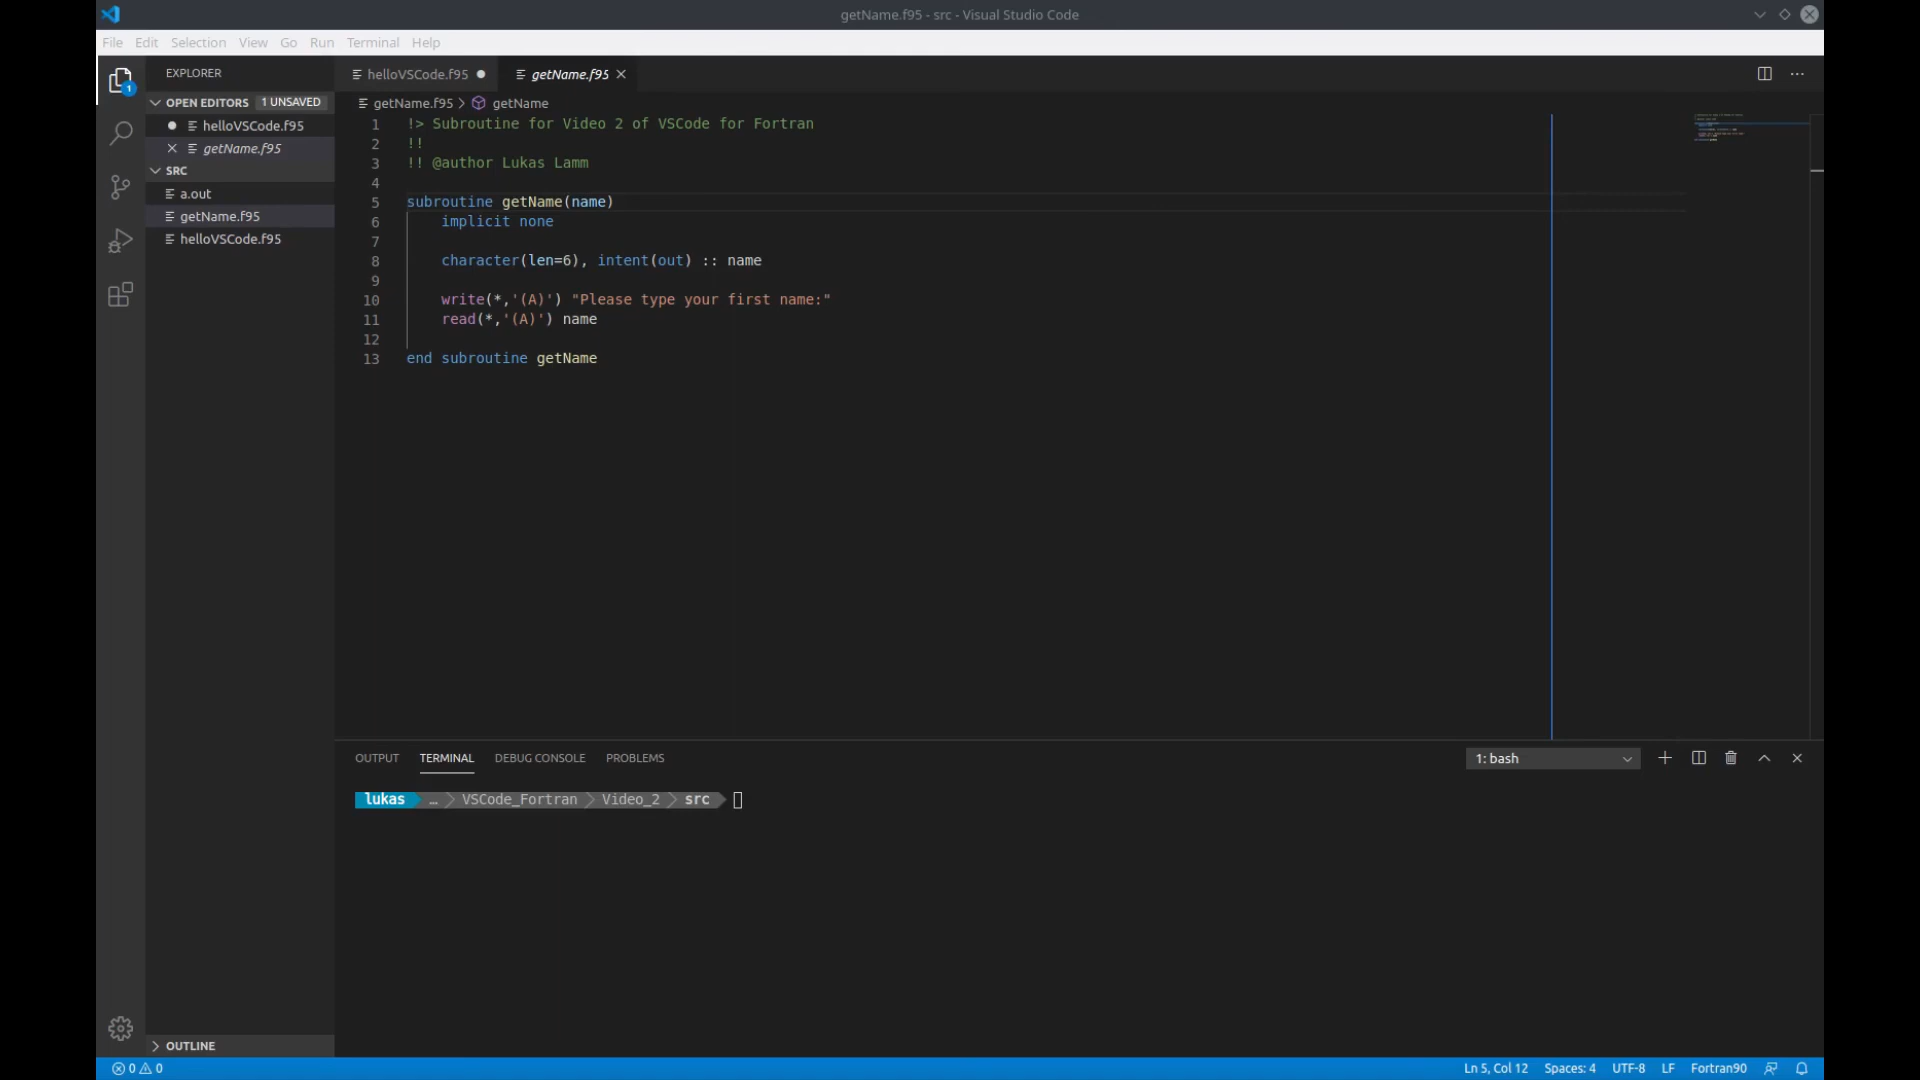 getName.f95 - src - Visual Studio Code
File Edit Selection View Go Run Terminal Help
EXPLORER
OPEN EDITORS 1 UNSAVED
helloVSCode.f95
getName.f95
SRC
a.out
getName.f95
helloVSCode.f95
OUTLINE
1
helloVSCode.f95 getName.f95
getName.f95 > getName
1 !> Subroutine for Video 2 of VSCode for Fortran
2 !!
3 !! @author Lukas Lamm
4
5 subroutine getName(name)
6 implicit none
7
8 character(len=6), intent(out) :: name
9
10 write(*,'(A)') "Please type your first name:"
11 read(*,'(A)') name
12
13 end subroutine getName
OUTPUT TERMINAL DEBUG CONSOLE PROBLEMS 1: bash
lukas … VSCode_Fortran Video_2 src
0 0 Ln 5, Col 12 Spaces: 4 UTF-8 LF Fortran90